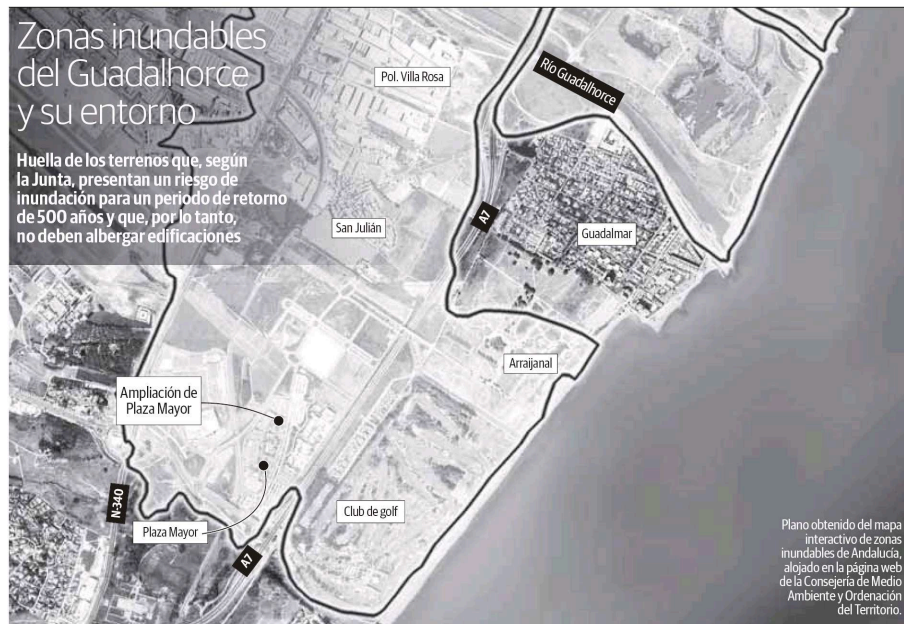 Zonas inundables
del Guadalhorce
y su entorno
Huella de los terrenos que, según
la Junta, presentan un riesgo de
inundación para un periodo de retorno
de 500 años y que, por lo tanto,
no deben albergar edificaciones
Pol. Villa Rosa
Río Guadalhorce
San Julián
A7
Guadalmar
Arraijanal
Ampliación de
Plaza Mayor
N-340
Plaza Mayor
A7
Club de golf
Plano obtenido del mapa
interactivo de zonas
inundables de Andalucía,
alojado en la página web
de la Consejería de Medio
Ambiente y Ordenación
del Territorio.